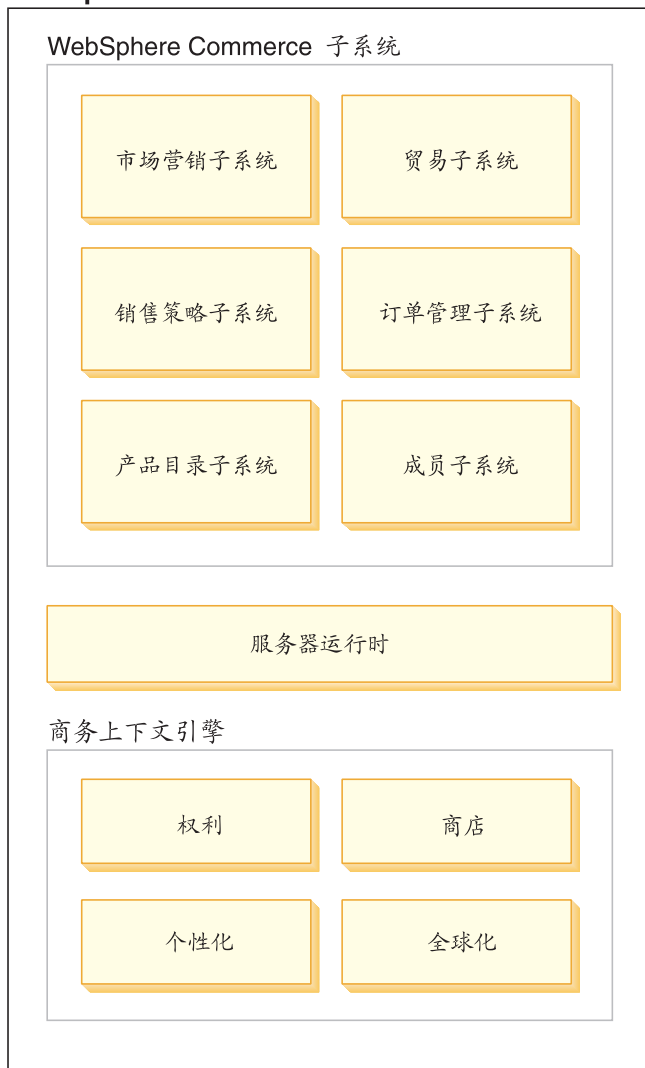 WebSphere Commerce 子系统
市场营销子系统
贸易子系统
销售策略子系统
订单管理子系统
产品目录子系统
成员子系统
服务器运行时
商务上下文引擎
权利
商店
个性化
全球化